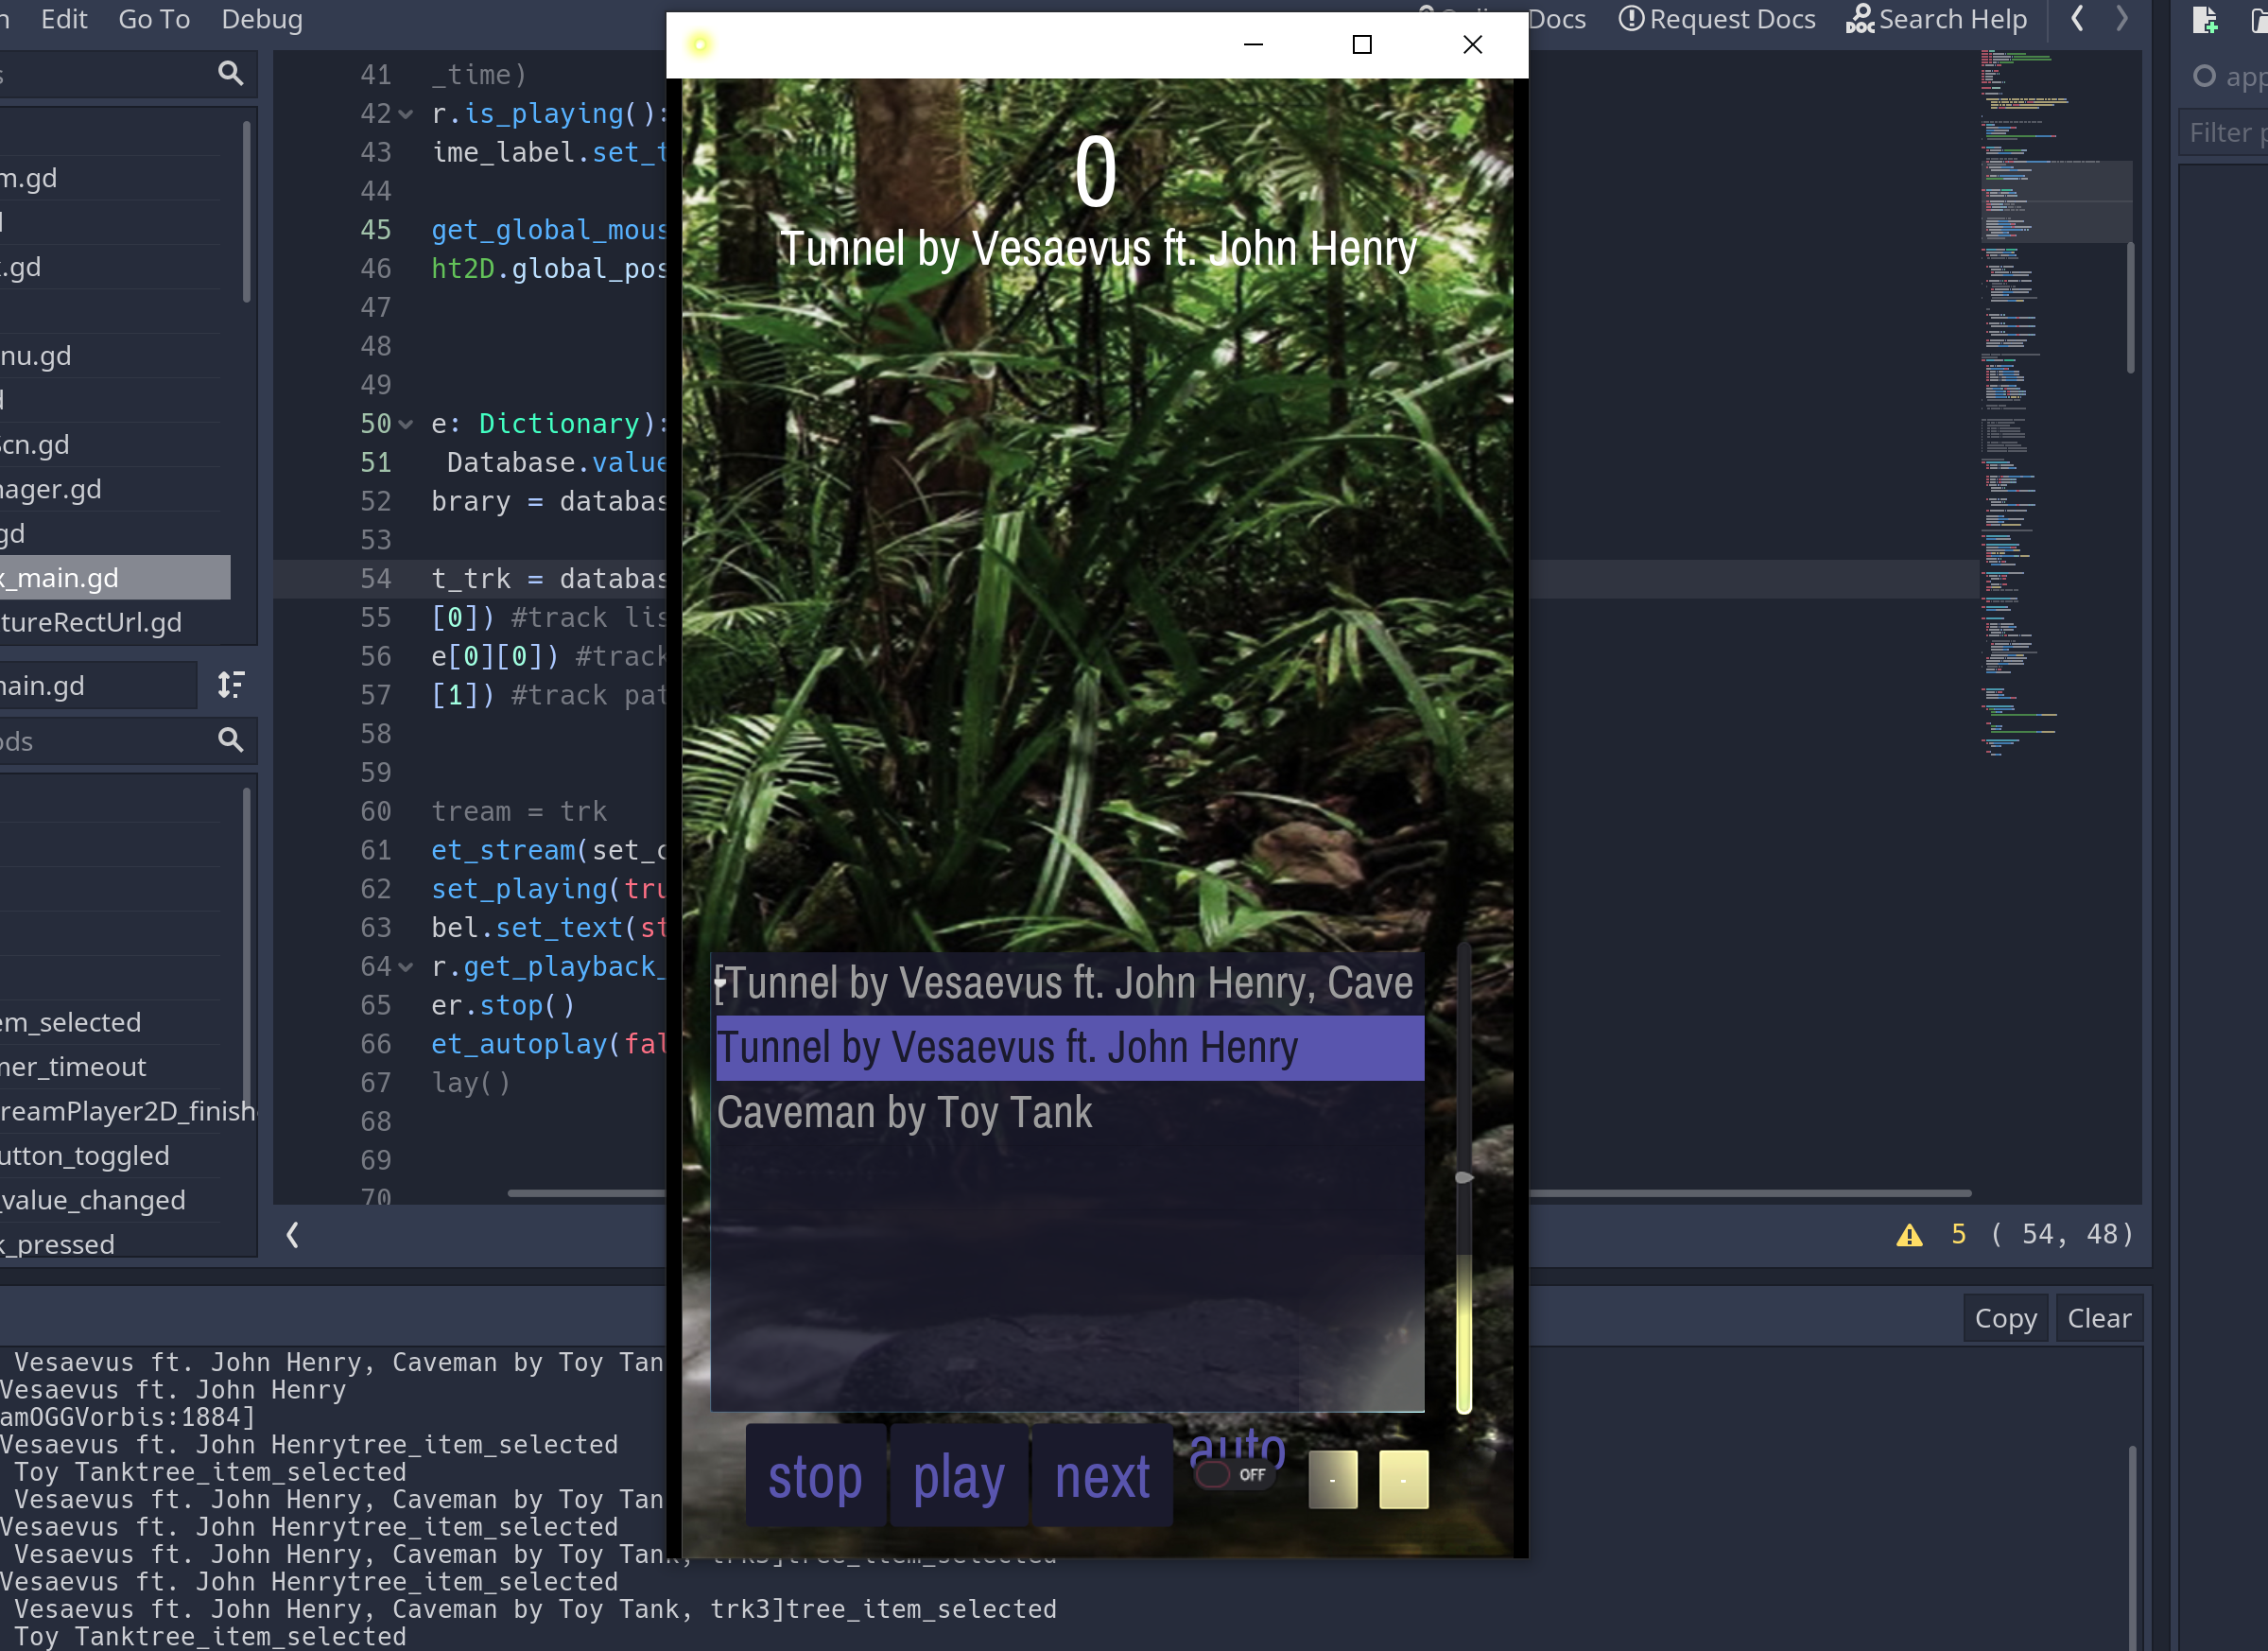 Edit Go To Debug
Docs Request Docs Search Help
app
Filter
m.gd
.gd
nu.gd
cn.gd
nager.gd
gd
x_main.gd
tureRectUrl.gd
main.gd
ods
em_selected
ner_timeout
reamPlayer2D_finish
utton_toggled
_value_changed
k_pressed
41 _time)
42 r.is_playing():
43 ime_label.set_t
44
45 get_global_mous
46 ht2D.global_pos
47
48
49
50 e: Dictionary):
51 Database.value
52 brary = databas
53
54 t_trk = databas
55 [0]) #track lis
56 e[0][0]) #track
57 [1]) #track pat
58
59
60 tream = trk
61 et_stream(set_c
62 set_playing(tru
63 bel.set_text(st
64 r.get_playback_
65 er.stop()
66 et_autoplay(fal
67 lay()
68
69
70
0
Tunnel by Vesaevus ft. John Henry
[Tunnel by Vesaevus ft. John Henry, Cave
Tunnel by Vesaevus ft. John Henry
Caveman by Toy Tank
stop play next auto OFF - -
5 ( 54, 48)
Copy Clear
Vesaevus ft. John Henry, Caveman by Toy Tan
Vesaevus ft. John Henry
amOGGVorbis:1884]
Vesaevus ft. John Henrytree_item_selected
Toy Tanktree_item_selected
Vesaevus ft. John Henry, Caveman by Toy Tan
Vesaevus ft. John Henrytree_item_selected
Vesaevus ft. John Henry, Caveman by Toy Tank, trk3]tree_item_selected
Vesaevus ft. John Henrytree_item_selected
Vesaevus ft. John Henry, Caveman by Toy Tank, trk3]tree_item_selected
Toy Tanktree_item_selected